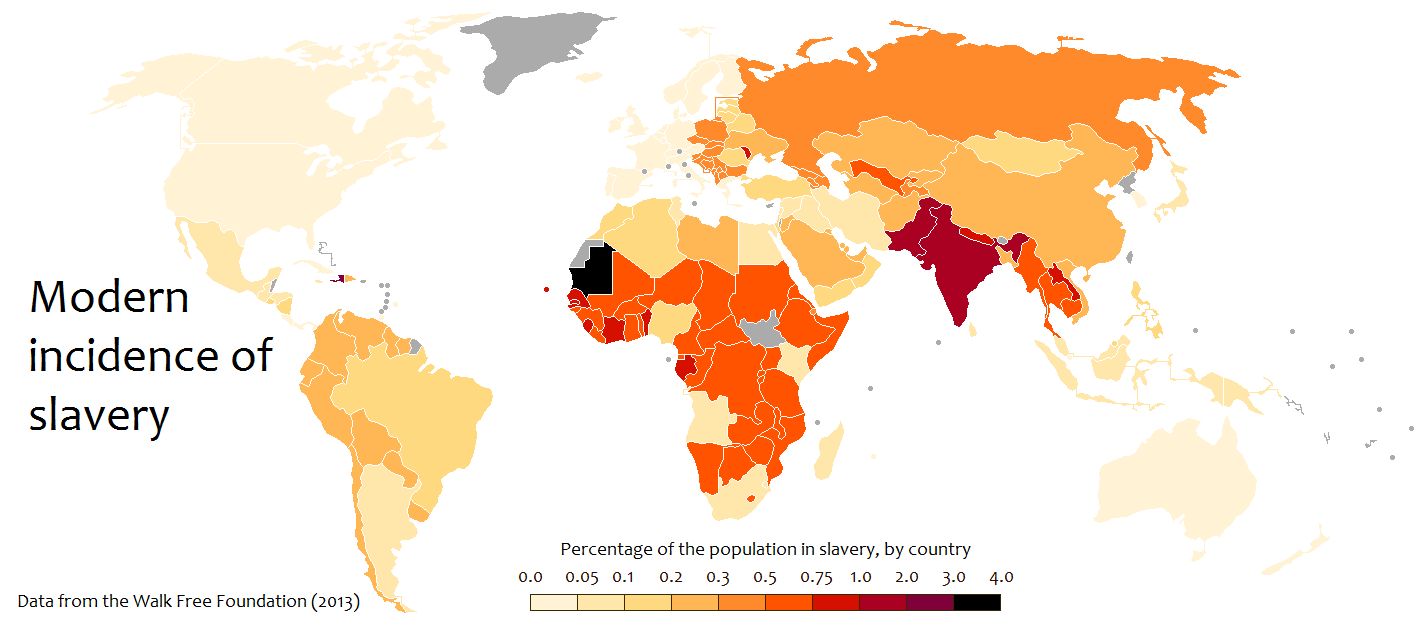 Modern
incidence of
slavery
Percentage of the population in slavery, by country
0.0 0.05 0.1 0.2 0.3 0.5 0.75 1.0 2.0 3.0 4.0
Data from the Walk Free Foundation (2013)